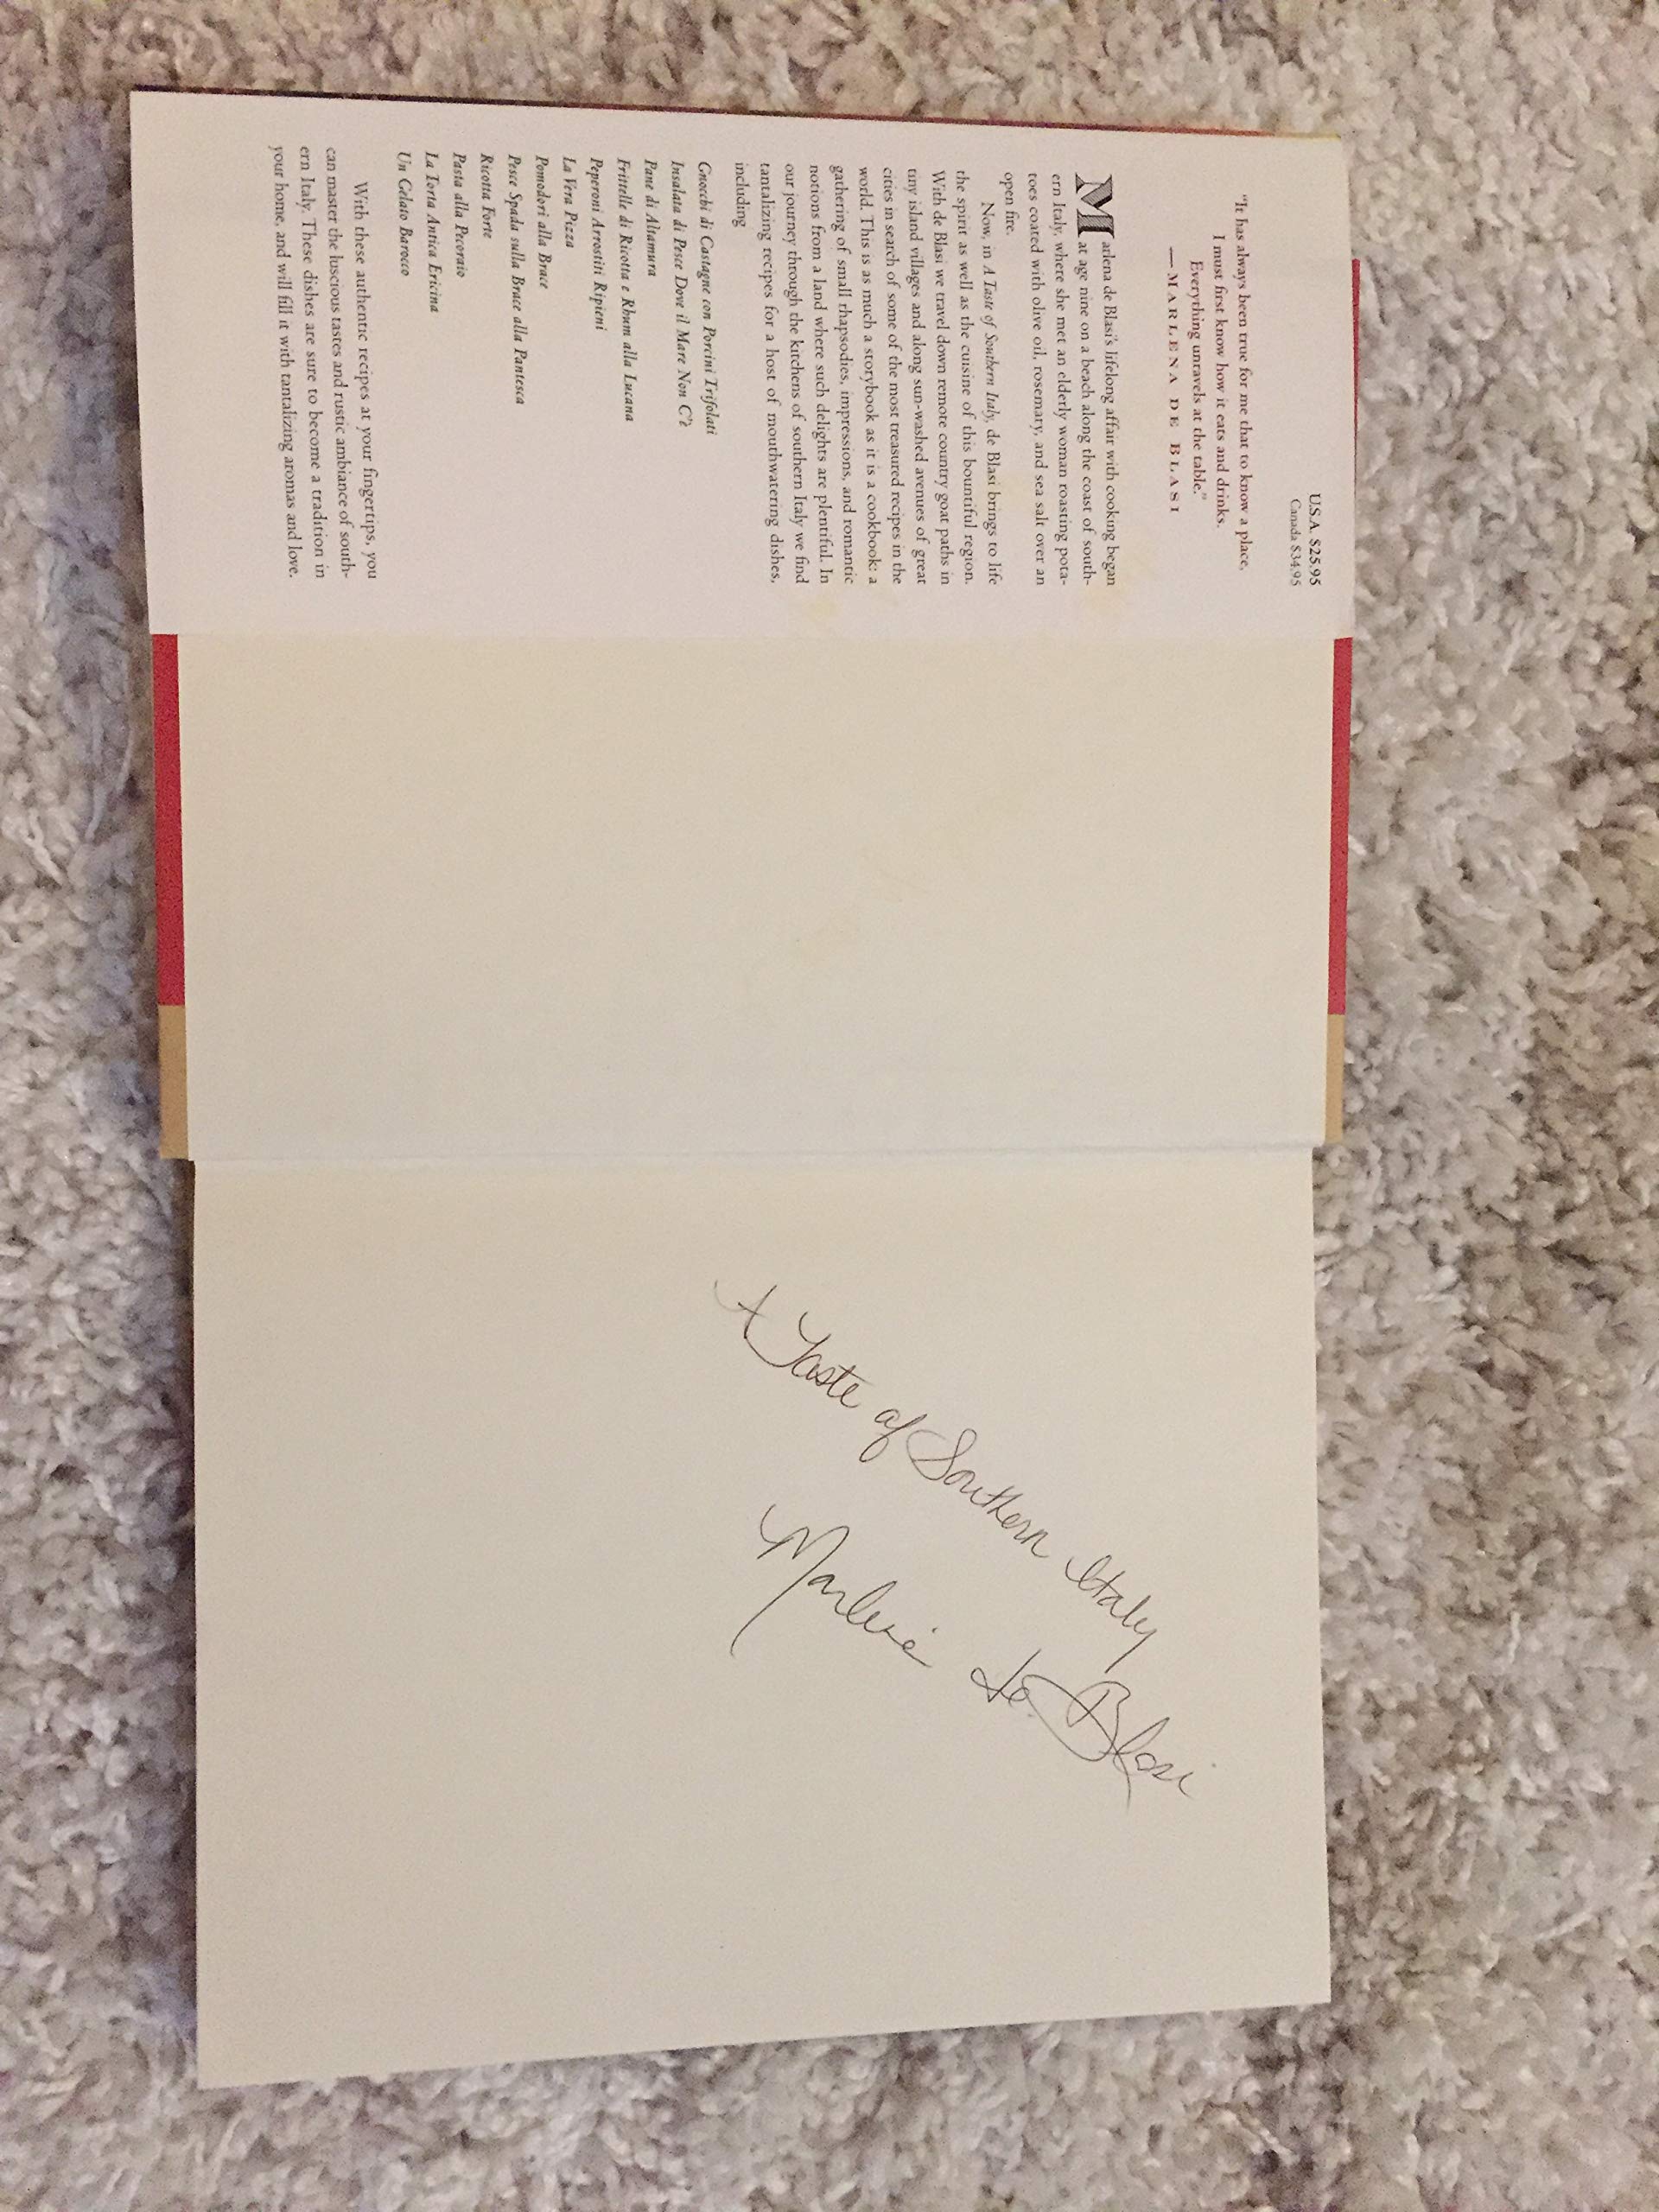 U.S.A. $25.95
Canada $34.95
"It has always been true for me that to know a place,
I must first know how it eats and drinks.
Everything unravels at the table."
—MARLENA DE BLASI
Marlena de Blasi's lifelong affair with cooking began
at age nine on a beach along the coast of south-
ern Italy, where she met an elderly woman roasting pota-
toes coated with olive oil, rosemary, and sea salt over an
open fire.
Now, in A Taste of Southern Italy, de Blasi brings to life
the spirit as well as the cuisine of this bountiful region.
With de Blasi we travel down remote country goat paths in
tiny island villages and along sun-washed avenues of great
cities in search of some of the most treasured recipes in the
world. This is as much a storybook as it is a cookbook: a
gathering of small rhapsodies, impressions, and romantic
notions from a land where such delights are plentiful. In
our journey through the kitchens of southern Italy we find
tantalizing recipes for a host of mouthwatering dishes,
including
Gnocchi di Castagne con Porcini Trifolati
Insalata di Pesce Dove il Mare Non C'è
Pane di Altamura
Frittelle di Ricotta e Rhum alla Lucana
Peperoni Arrostiti Ripieni
La Vera Pizza
Pomodori alla Brace
Pesce Spada sulla Brace alla Pantesca
Ricotta Forte
Pasta alla Pecoraio
La Torta Antica Ericina
Un Gelato Barocco
With these authentic recipes at your fingertips, you
can master the luscious tastes and rustic ambiance of south-
ern Italy. These dishes are sure to become a tradition in
your home, and will fill it with tantalizing aromas and love.
A Taste of Southern Italy
Marlena de Blasi